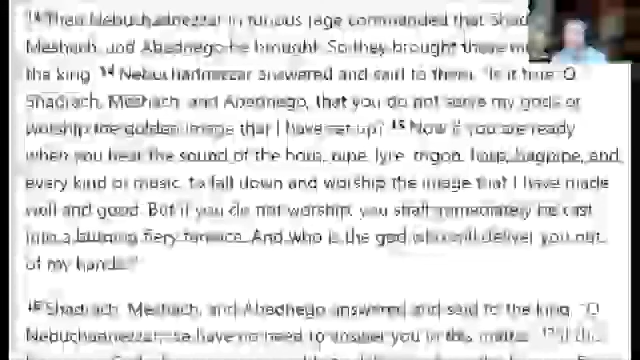 13 Then Nebuchadnezzar in furious rage commanded that
Meshach, and Abednego be brought. So they brought these
the king. 14 Nebuchadnezzar answered and said to them, "Is it true, O
Shadrach, Meshach, and Abednego, that you do not serve my gods or
worship the golden image that I have set up? 15 Now if you are ready
when you hear the sound of the horn, pipe, lyre, trigon, harp, bagpipe, and
every kind of music, to fall down and worship the image that I have made
well and good. But if you do not worship, you shall immediately be cast
into a burning fiery furnace. And who is the god who will deliver you out
of my hands?"
16 Shadrach, Meshach, and Abednego answered and said to the king, "O
Nebuchadnezzar, we have no need to answer you in this matter.